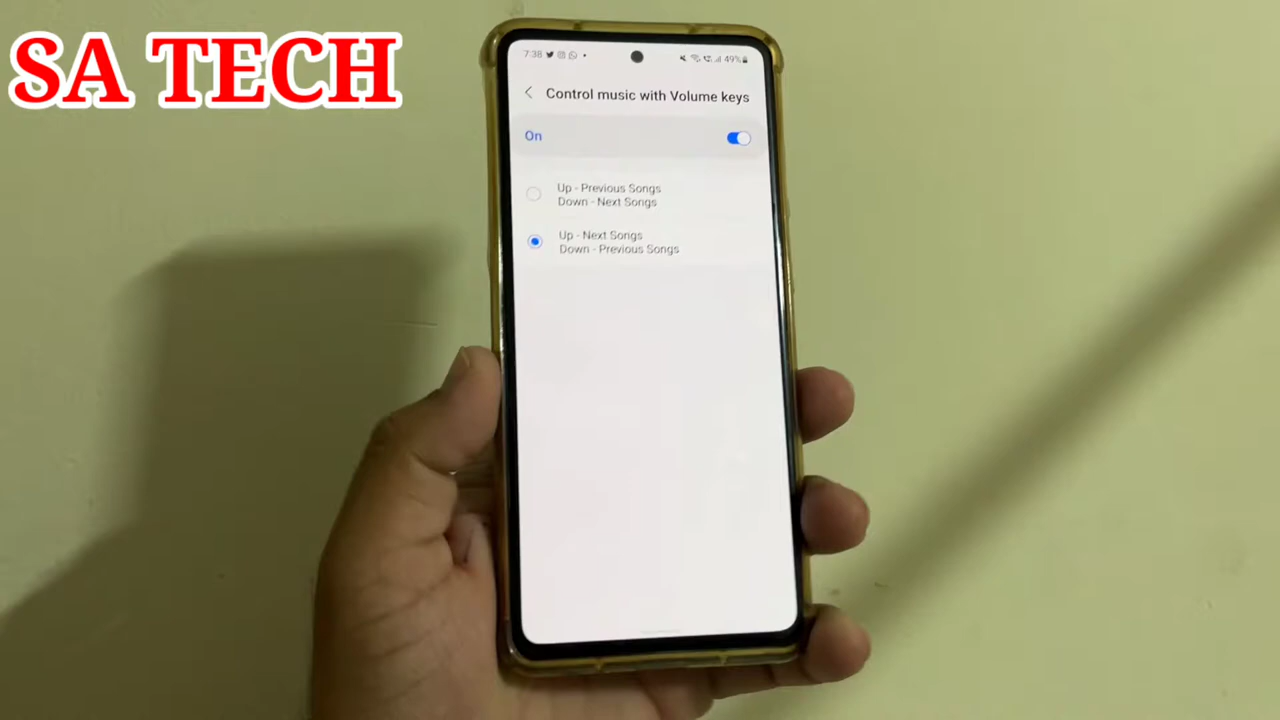 SA TECH
7:38
49%
Control music with Volume keys
On
Up - Previous Songs
Down - Next Songs
Up - Next Songs
Down - Previous Songs